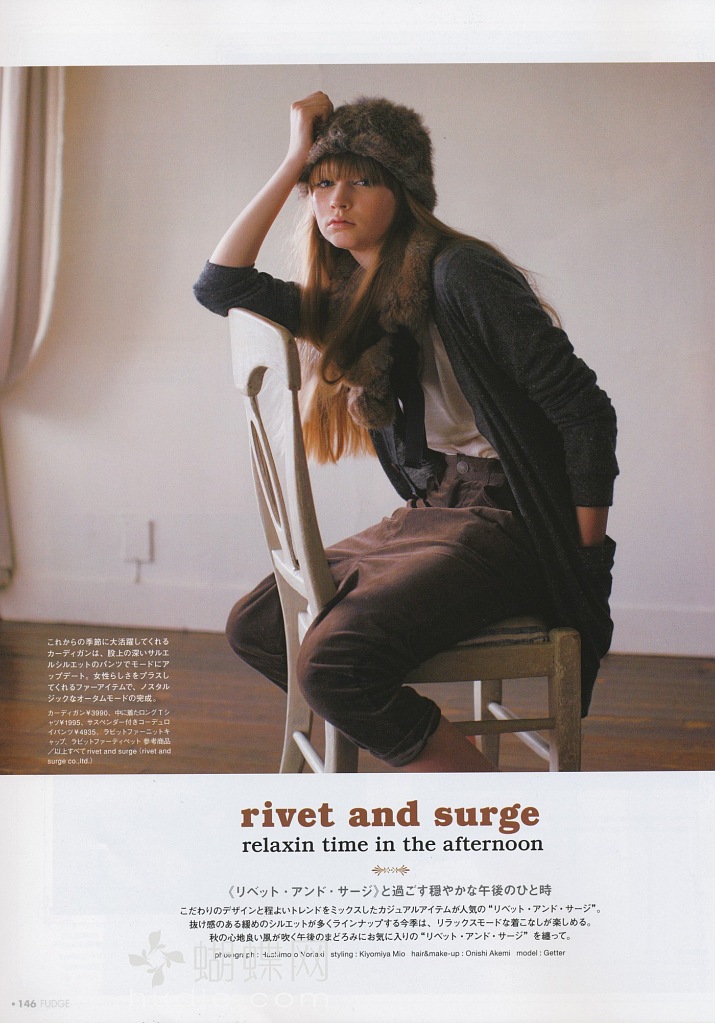 これからの季節に大活躍してくれる
カーディガンは、股上の深いサルエ
ルシルエットのパンツでモードにア
ップデート。女性らしさをプラスし
てくれるファーアイテムで、ノスタル
ジックなオータムモードの完成。
カーディガン¥3990、中に着たロングTシ
ャツ¥1995、サスペンダー付きコーデュロ
イパンツ¥4935、ラビットファーニットキ
ャップ、ラビットファーティペット 参考商品
／以上すべてrivet and surge (rivet and
surge co.,ltd.)
rivet and surge
relaxin time in the afternoon
《リベット・アンド・サージ》と過ごす穏やかな午後のひと時
こだわりのデザインと程よいトレンドをミックスしたカジュアルアイテムが人気の“リベット・アンド・サージ”。
抜け感のある緩めのシルエットが多くラインナップする今季は、リラックスモードな着こなしが楽しめる。
秋の心地良い風が吹く午後のまどろみにお気に入りの“リベット・アンド・サージ”を纏って。
photograph : Hashimoto Noriaki styling : Kiyomiya Mio hair&make-up : Onishi Akemi model : Getter
蝴蝶网
• 146 FUDGE